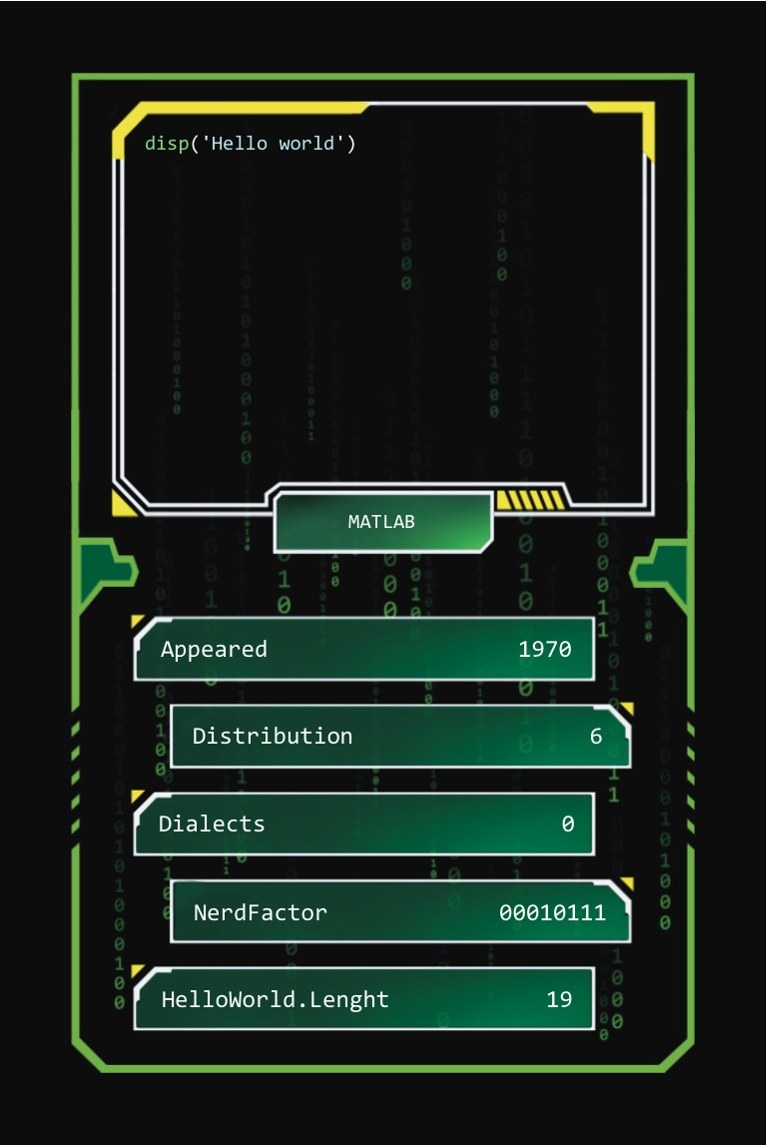 disp('Hello world')
MATLAB
Appeared 1970
Distribution 6
Dialects 0
NerdFactor 00010111
HelloWorld.Lenght 19